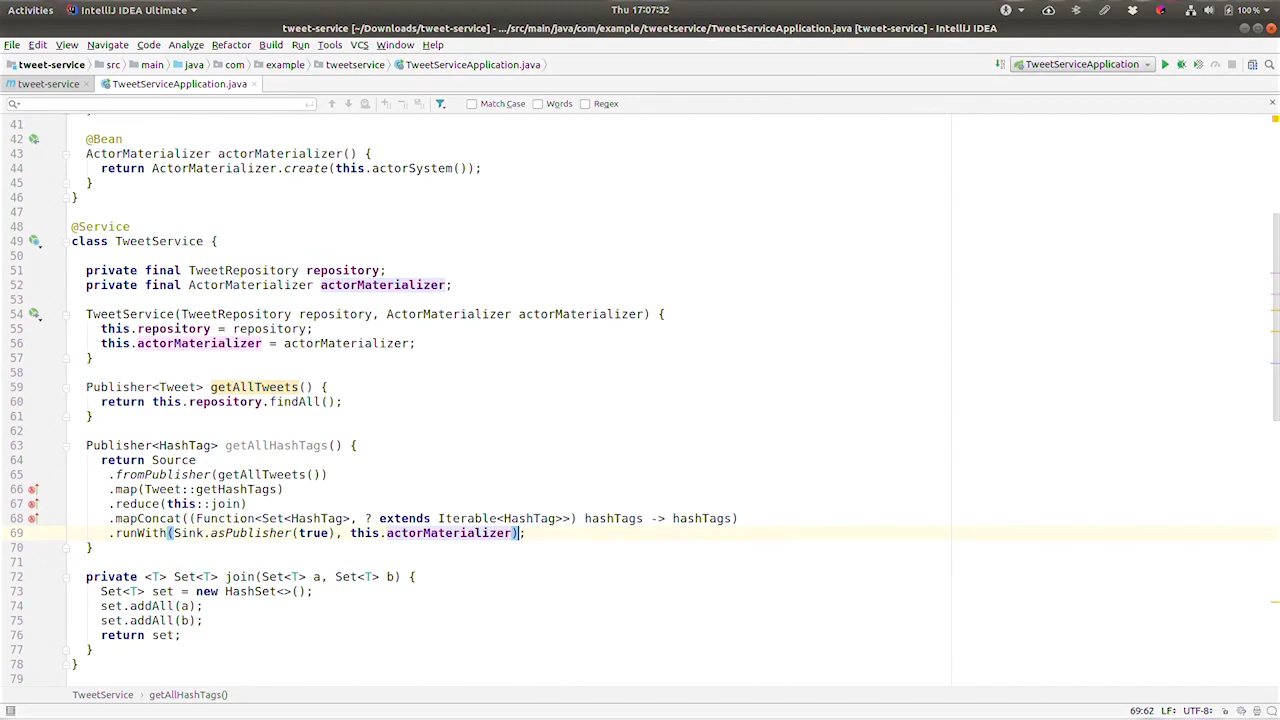 Activities IntelliJ IDEA Ultimate Thu 17:07:32 100%
tweet-service [~/Downloads/tweet-service] - .../src/main/java/com/example/tweetservice/TweetServiceApplication.java [tweet-service] - IntelliJ IDEA
File Edit View Navigate Code Analyze Refactor Build Run Tools VCS Window Help
tweet-service src main java com example tweetservice TweetServiceApplication.java TweetServiceApplication
tweet-service TweetServiceApplication.java
Match Case Words Regex
41
42 @Bean
43 ActorMaterializer actorMaterializer() {
44 return ActorMaterializer.create(this.actorSystem());
45 }
46 }
47
48 @Service
49 class TweetService {
50
51 private final TweetRepository repository;
52 private final ActorMaterializer actorMaterializer;
53
54 TweetService(TweetRepository repository, ActorMaterializer actorMaterializer) {
55 this.repository = repository;
56 this.actorMaterializer = actorMaterializer;
57 }
58
59 Publisher<Tweet> getAllTweets() {
60 return this.repository.findAll();
61 }
62
63 Publisher<HashTag> getAllHashTags() {
64 return Source
65 .fromPublisher(getAllTweets())
66 .map(Tweet::getHashTags)
67 .reduce(this::join)
68 .mapConcat((Function<Set<HashTag>, ? extends Iterable<HashTag>>) hashTags -> hashTags)
69 .runWith(Sink.asPublisher(true), this.actorMaterializer);
70 }
71
72 private <T> Set<T> join(Set<T> a, Set<T> b) {
73 Set<T> set = new HashSet<>();
74 set.addAll(a);
75 set.addAll(b);
76 return set;
77 }
78 }
79
TweetService getAllHashTags()
69:62 LF÷ UTF-8÷